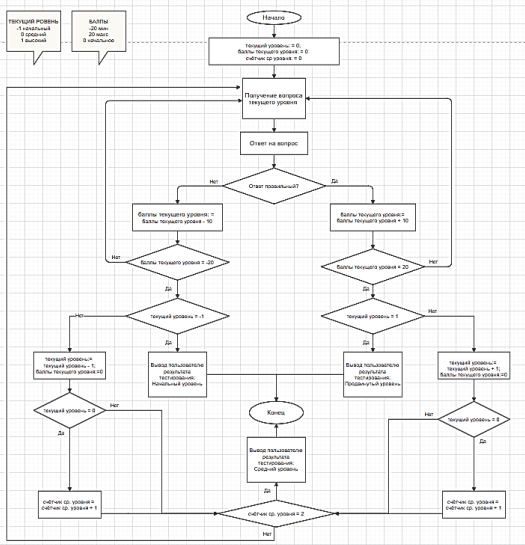 ТЕКУЩИЙ РОВЕНЬ
-1 начальный
0 средний
1 высокий
БАЛЛЫ
-20 мин
20 макс
0 начальное
Начало
текущий уровень: = 0;
баллы текущего уровня: = 0
счётчик ср уровня: = 0
Получение вопроса
текущего уровня
Ответ на вопрос
Ответ правильный?
Нет
Да
баллы текущего уровня: =
баллы текущего уровня - 10
баллы текущего уровня:=
баллы текущего уровня + 10
Нет
баллы текущего уровня = -20
баллы текущего уровня = 20
Нет
Да
Да
Нет
текущий уровень = -1
текущий уровень = 1
Нет
Да
Да
текущий уровень:=
текущий уровень - 1;
баллы текущего уровня:=0
Вывод пользователю
результата
тестирования:
Начальный уровень
Вывод пользователю
результата
тестирования:
Продвинутый уровень
текущий уровень:=
текущий уровень + 1;
баллы текущего уровня:=0
текущий уровень = 0
Нет
Да
Конец
Нет
текущий уровень = 0
Да
Вывод пользователю
результата
тестирования:
Средний уровень
Да
счётчик ср. уровня =
счётчик ср. уровня + 1
счётчик ср. уровня = 2
счётчик ср. уровня =
счётчик ср. уровня + 1
Нет